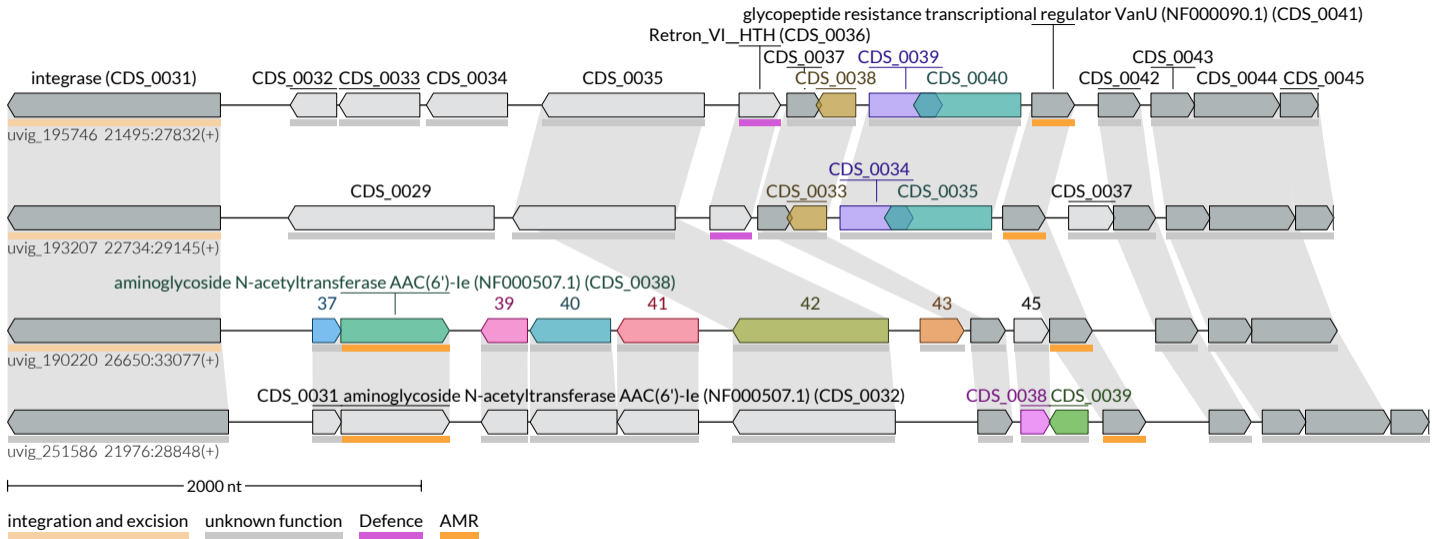 glycopeptide resistance transcriptional regulator VanU (NF000090.1) (CDS_0041)
Retron_VI__HTH (CDS_0036)
CDS_0037 CDS_0039 CDS_0043
integrase (CDS_0031) CDS_0032 CDS_0033 CDS_0034 CDS_0035 CDS_0038 CDS_0040 CDS_0042 CDS_0044 CDS_0045
uvig_195746 21495:27832(+)
CDS_0034
CDS_0029 CDS_0033 CDS_0035 CDS_0037
uvig_193207 22734:29145(+)
aminoglycoside N-acetyltransferase AAC(6')-Ie (NF000507.1) (CDS_0038)
37 39 40 41 42 43 45
uvig_190220 26650:33077(+)
CDS_0031 aminoglycoside N-acetyltransferase AAC(6')-Ie (NF000507.1) (CDS_0032) CDS_0038 CDS_0039
uvig_251586 21976:28848(+)
2000 nt
integration and excision unknown function Defence AMR